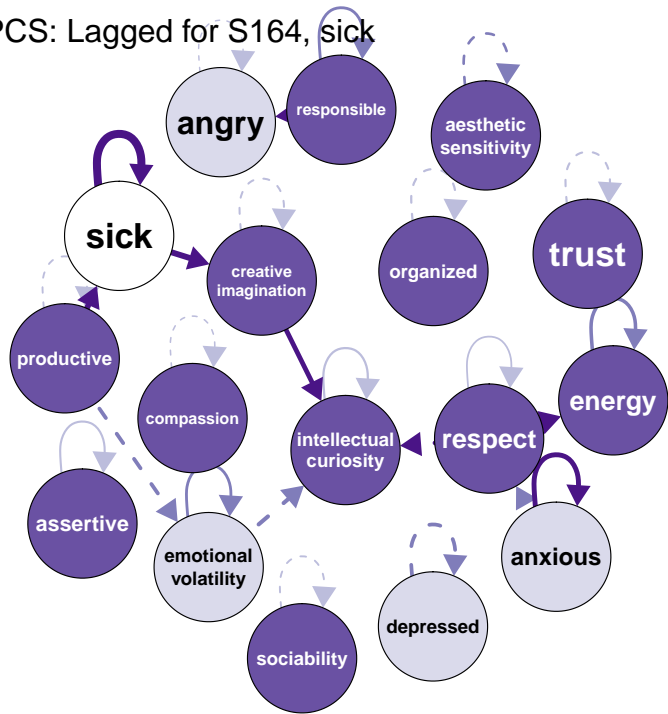 PCS: Lagged for S164, sick
angry
responsible
aesthetic
sensitivity
sick
creative
imagination
organized
trust
productive
compassion
intellectual
curiosity
respect
energy
assertive
emotional
volatility
anxious
depressed
sociability